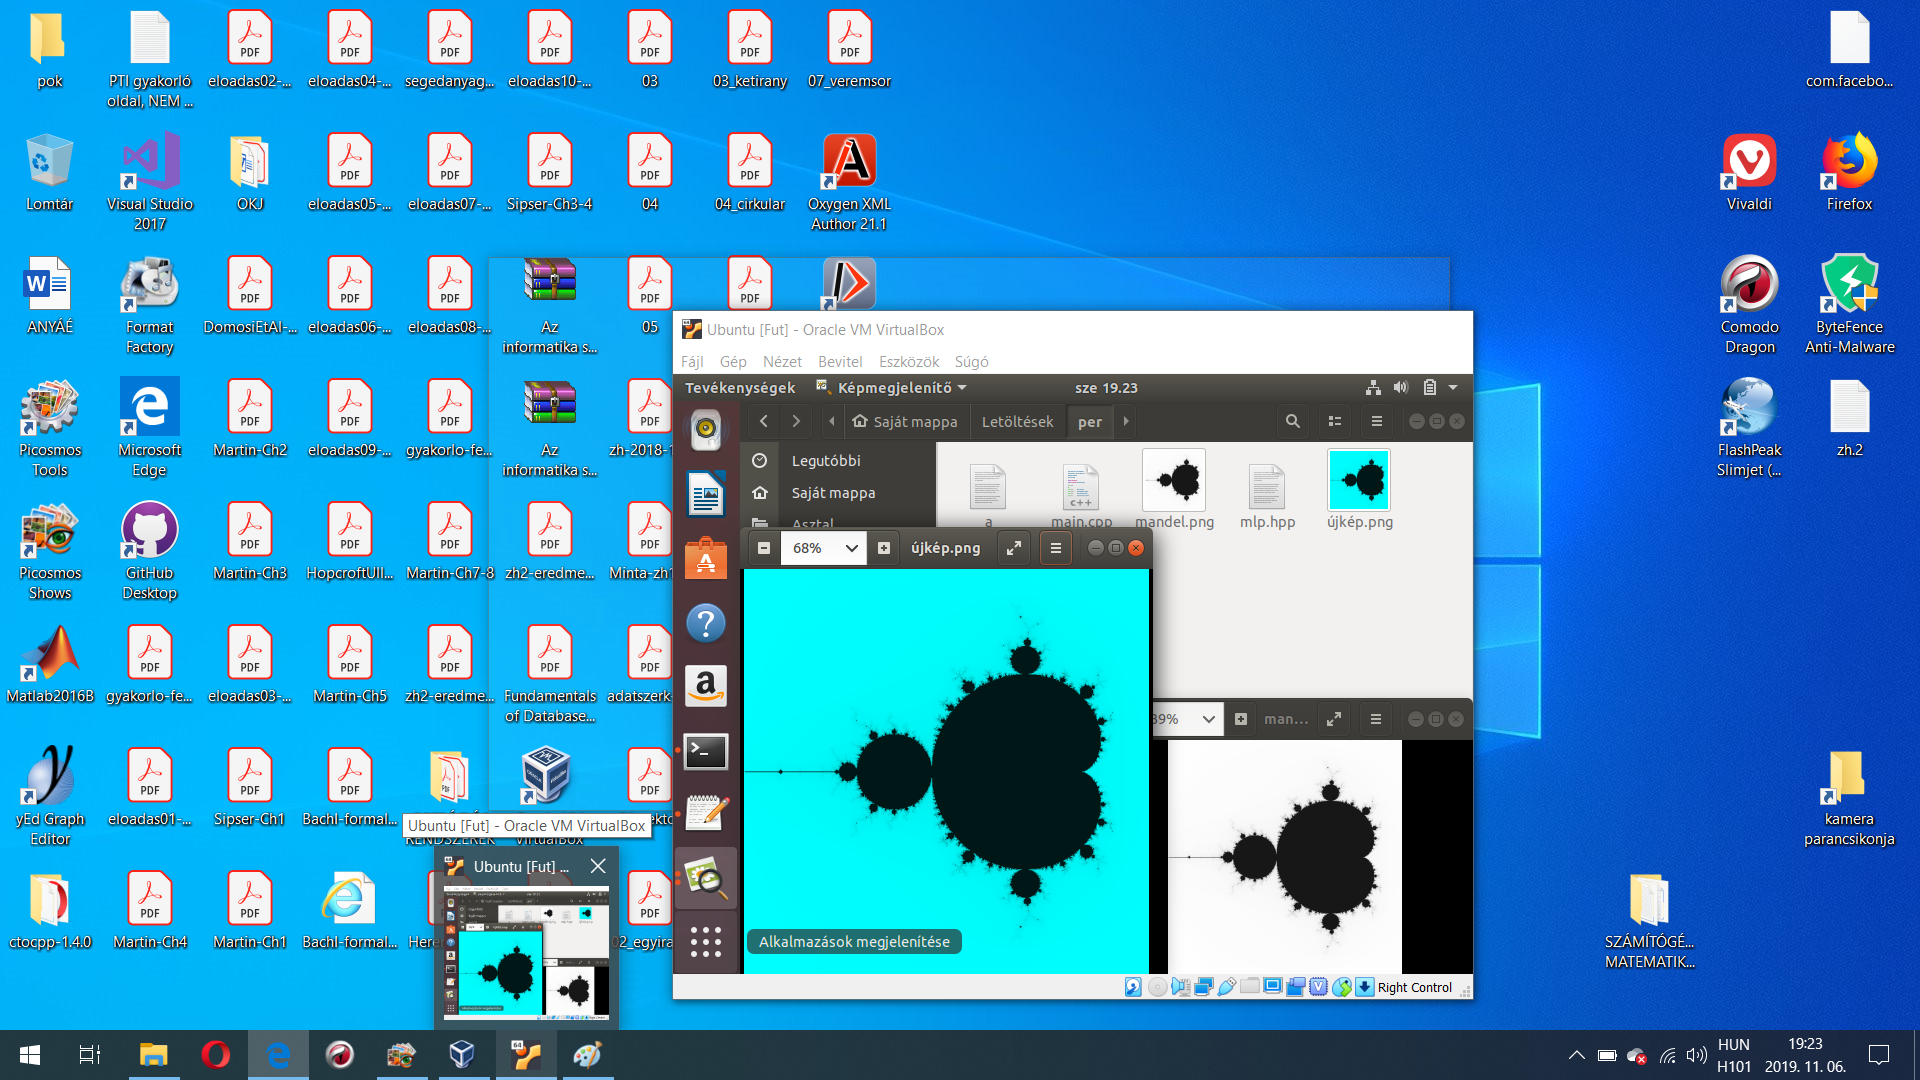 pok
PTI gyakorló
oldal, NEM ...
eloadas02-...
eloadas04-...
segedanyag...
eloadas10-...
03
03_ketirany
07_veremsor
com.facebo...
Lomtár
Visual Studio
2017
OKJ
eloadas05-...
eloadas07-...
Sipser-Ch3-4
04
04_cirkular
Oxygen XML
Author 21.1
Vivaldi
Firefox
ANYÁÉ
Format
Factory
DomosiEtAl-...
eloadas06-...
eloadas08-...
Az
informatika s...
05
Comodo
Dragon
ByteFence
Anti-Malware
Picosmos
Tools
Microsoft
Edge
Martin-Ch2
eloadas09-...
gyakorlo-fe...
Az
informatika s...
zh-2018-1
FlashPeak
Slimjet (...
zh.2
Picosmos
Shows
GitHub
Desktop
Martin-Ch3
HopcroftUll...
Martin-Ch7-8
zh2-eredme...
Minta-zh1
Matlab2016B
gyakorlo-fe...
eloadas03-...
Martin-Ch5
zh2-eredme...
Fundamentals
of Database...
adatszerk-
yEd Graph
Editor
eloadas01-...
Sipser-Ch1
Bachl-formal...
RENDSZEREK
VirtualBox
kamera
parancsikonja
ctocpp-1.4.0
Martin-Ch4
Martin-Ch1
Bachl-formal...
02_egyira
SZÁMÍTÓGÉ...
MATEMATIK...
Ubuntu [Fut] - Oracle VM VirtualBox
Fájl Gép Nézet Bevitel Eszközök Súgó
Tevékenységek Képmegjelenítő sze 19.23
Saját mappa Letöltések per
Legutóbbi
Saját mappa
Asztal
a
main.cpp
mandel.png
mlp.hpp
újkép.png
68% újkép.png
39% man...
Alkalmazások megjelenítése
Right Control
Ubuntu [Fut] - Oracle VM VirtualBox
Ubuntu [Fut] ...
HUN
H101
19:23
2019. 11. 06.